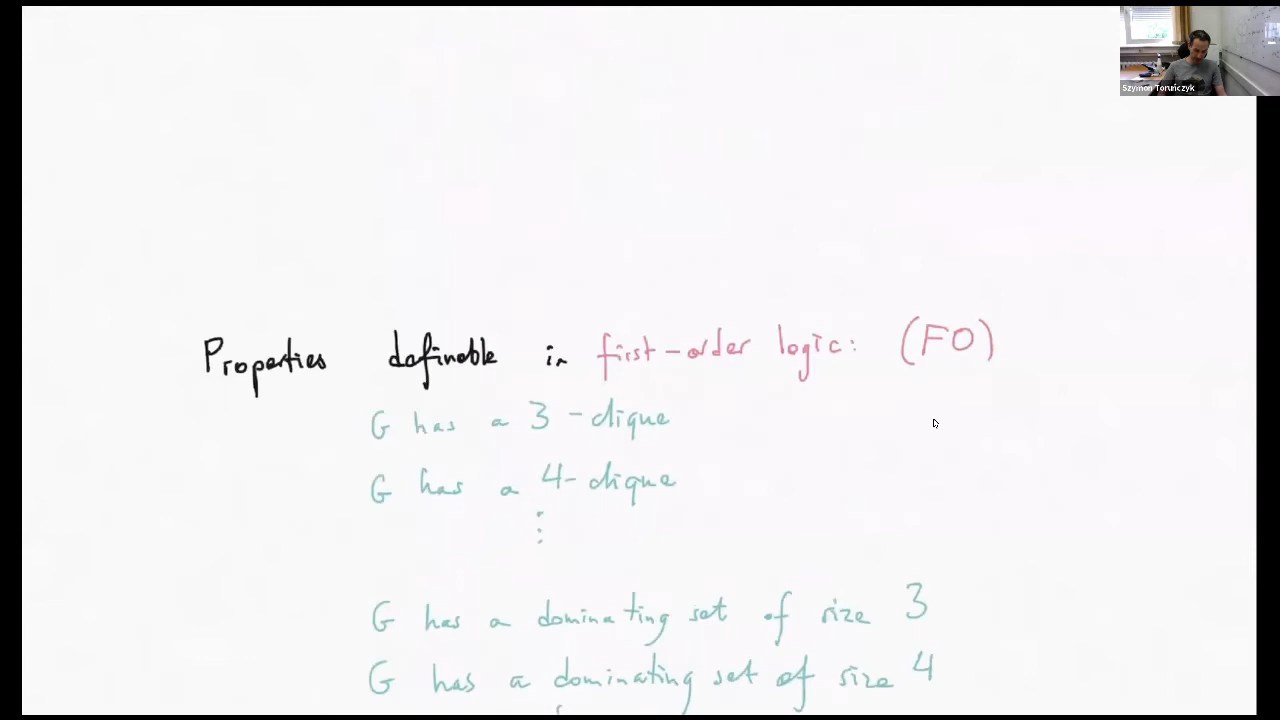 Szymon Toruńczyk
Properties definable in first-order logic: (FO)
G has a 3-clique
G has a 4-clique
⋮
G has a dominating set of size 3
G has a dominating set of size 4